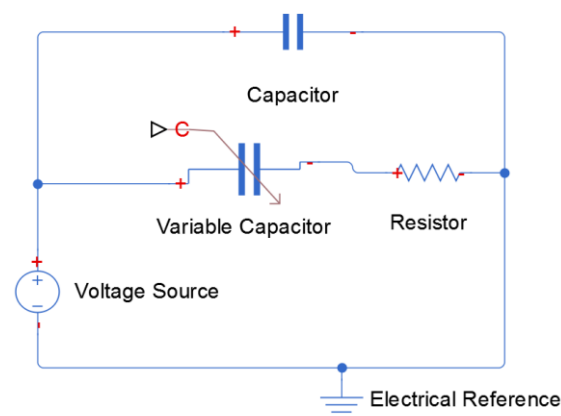 + -
Capacitor
C
+ -
+ -
Variable Capacitor
Resistor
+
+
Voltage Source
-
-
Electrical Reference